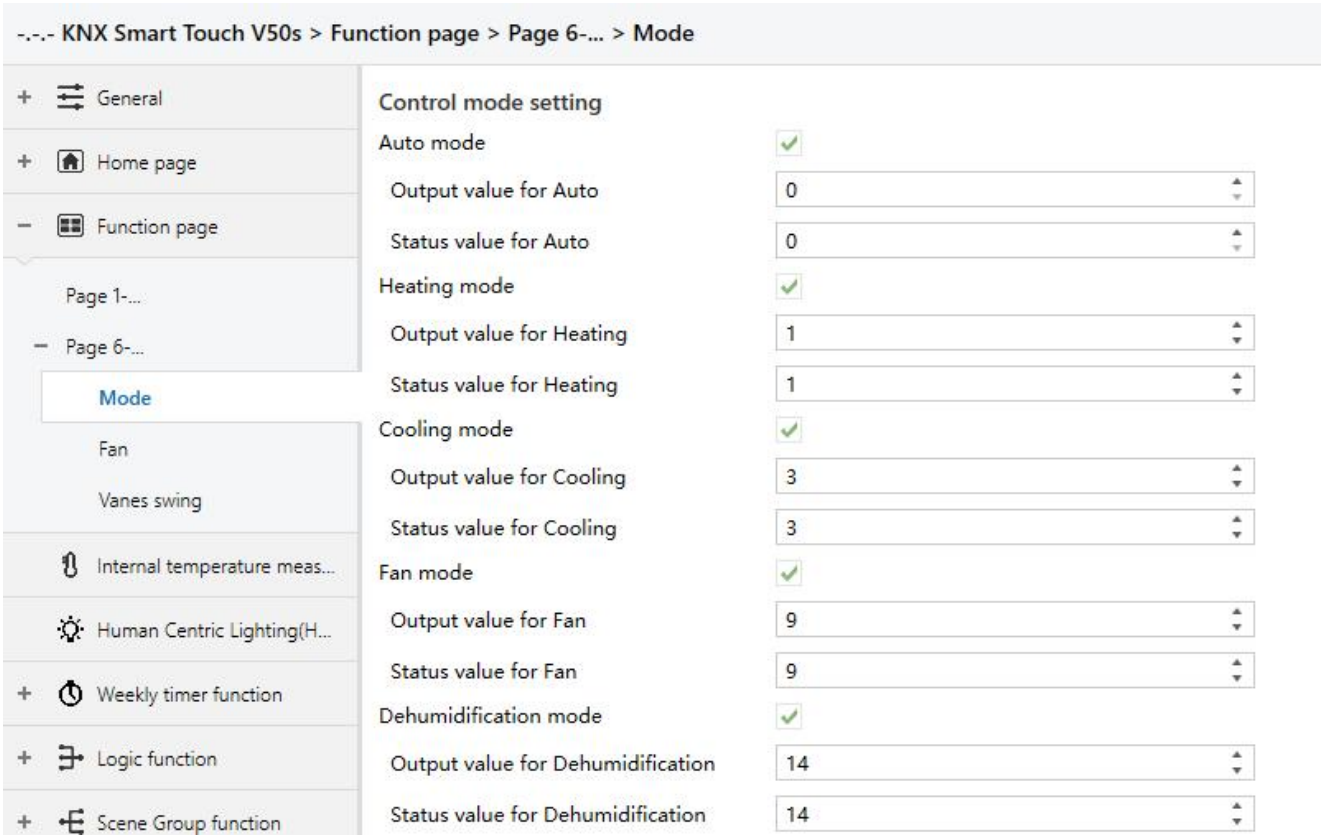 -.-.- KNX Smart Touch V50s > Function page > Page 6-... > Mode
+ General
+ Home page
− Function page
Page 1-...
− Page 6-...
Mode
Fan
Vanes swing
Internal temperature meas...
Human Centric Lighting(H...
+ Weekly timer function
+ Logic function
+ Scene Group function
Control mode setting
Auto mode
Output value for Auto 0
Status value for Auto 0
Heating mode
Output value for Heating 1
Status value for Heating 1
Cooling mode
Output value for Cooling 3
Status value for Cooling 3
Fan mode
Output value for Fan 9
Status value for Fan 9
Dehumidification mode
Output value for Dehumidification 14
Status value for Dehumidification 14